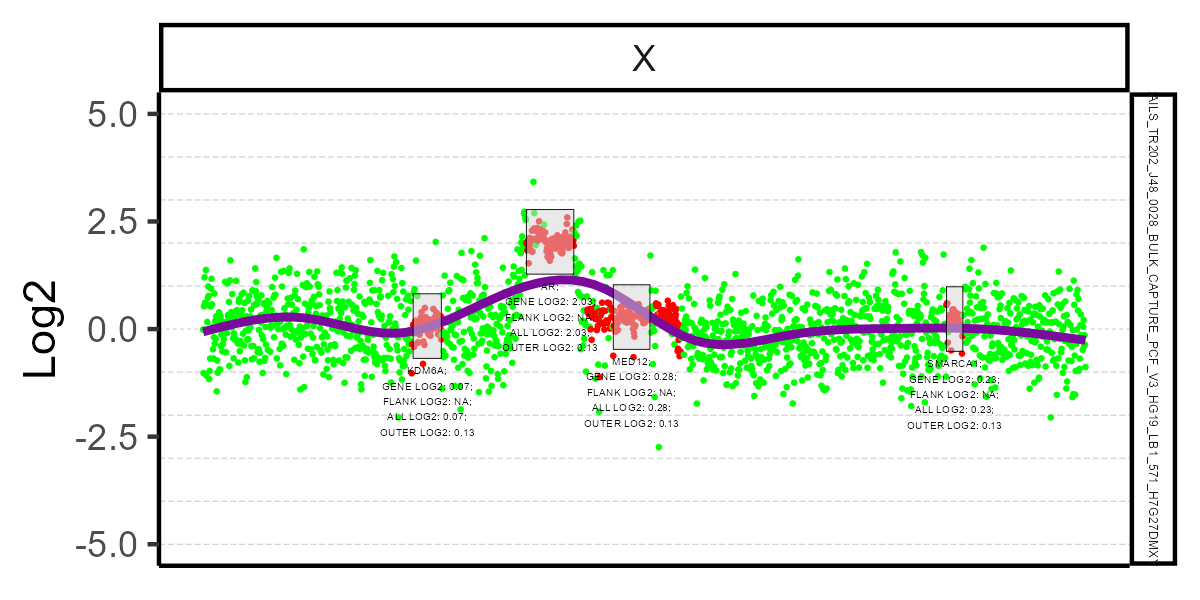 X
5.0
2.5
0.0
-2.5
-5.0
Log2
AR;
GENE LOG2: 2.03;
FLANK LOG2: NA;
ALL LOG2: 2.03;
OUTER LOG2: 0.13
KDM6A;
GENE LOG2: 0.07;
FLANK LOG2: NA;
ALL LOG2: 0.07;
OUTER LOG2: 0.13
MED12;
GENE LOG2: 0.28;
FLANK LOG2: NA;
ALL LOG2: 0.28;
OUTER LOG2: 0.13
SMARCA1;
GENE LOG2: 0.23;
FLANK LOG2: NA;
ALL LOG2: 0.23;
OUTER LOG2: 0.13
AILS_TR202_J48_0028_BULK_CAPTURE_PCF_V3_HG19_LB1_571_H7G27DMXY